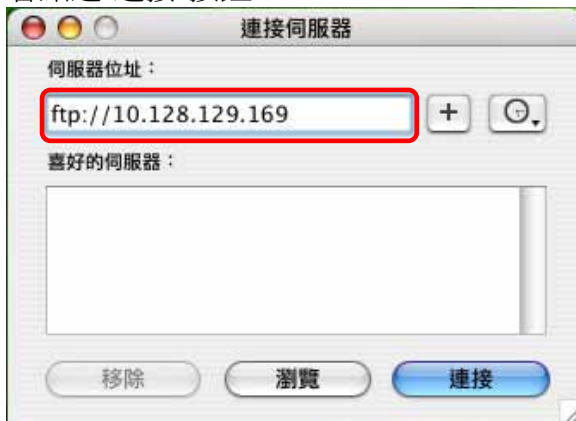 連接伺服器
伺服器位址：
ftp://10.128.129.169
喜好的伺服器：
移除 瀏覽 連接